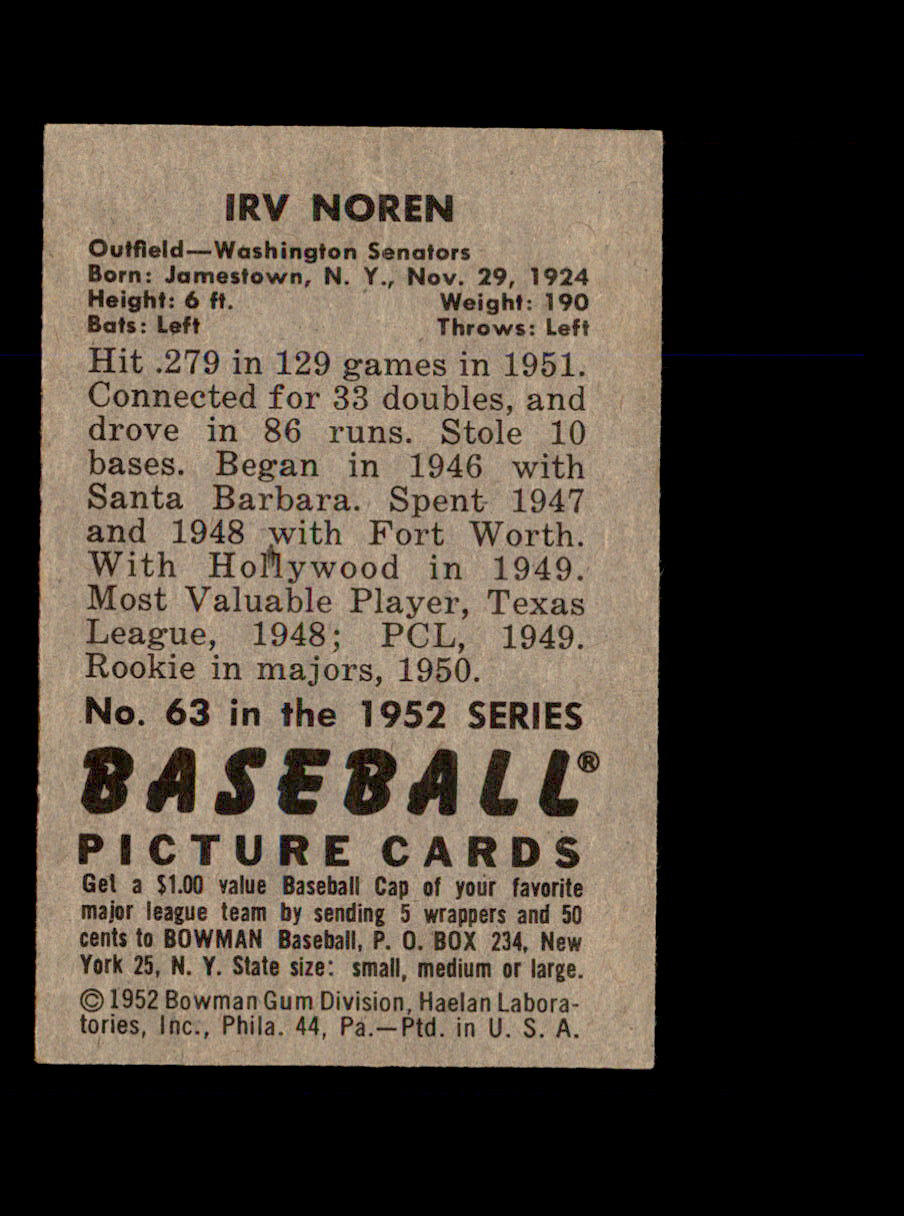 IRV NOREN
Outfield—Washington Senators
Born: Jamestown, N. Y., Nov. 29, 1924
Height: 6 ft. Weight: 190
Bats: Left Throws: Left
Hit .279 in 129 games in 1951.
Connected for 33 doubles, and
drove in 86 runs. Stole 10
bases. Began in 1946 with
Santa Barbara. Spent 1947
and 1948 with Fort Worth.
With Hollywood in 1949.
Most Valuable Player, Texas
League, 1948; PCL, 1949.
Rookie in majors, 1950.
No. 63 in the 1952 SERIES
BASEBALL®
PICTURE CARDS
Get a $1.00 value Baseball Cap of your favorite
major league team by sending 5 wrappers and 50
cents to BOWMAN Baseball, P. O. BOX 234, New
York 25, N. Y. State size: small, medium or large.
© 1952 Bowman Gum Division, Haelan Labora-
tories, Inc., Phila. 44, Pa.—Ptd. in U. S. A.